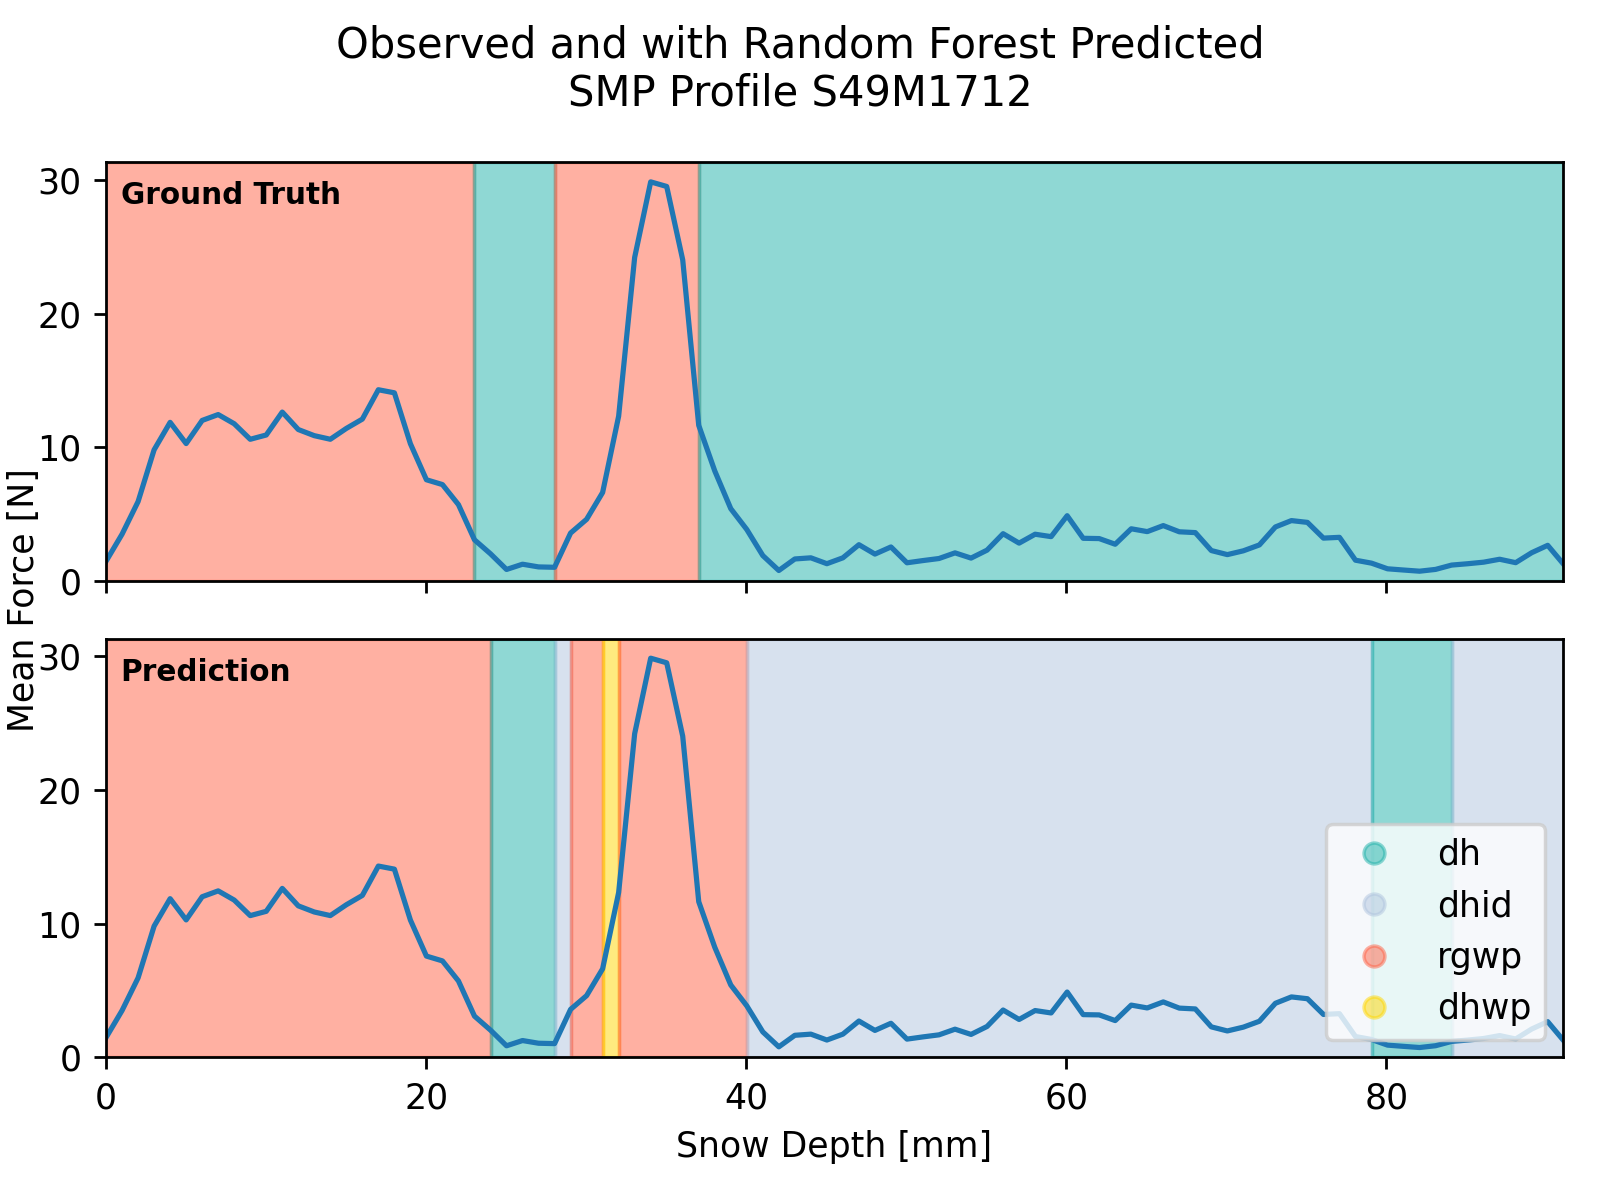 Observed and with Random Forest Predicted
SMP Profile S49M1712
Ground Truth
30
20
10
0
Mean Force [N]
Prediction
30
20
10
0
dh
dhid
rgwp
dhwp
0 20 40 60 80
Snow Depth [mm]